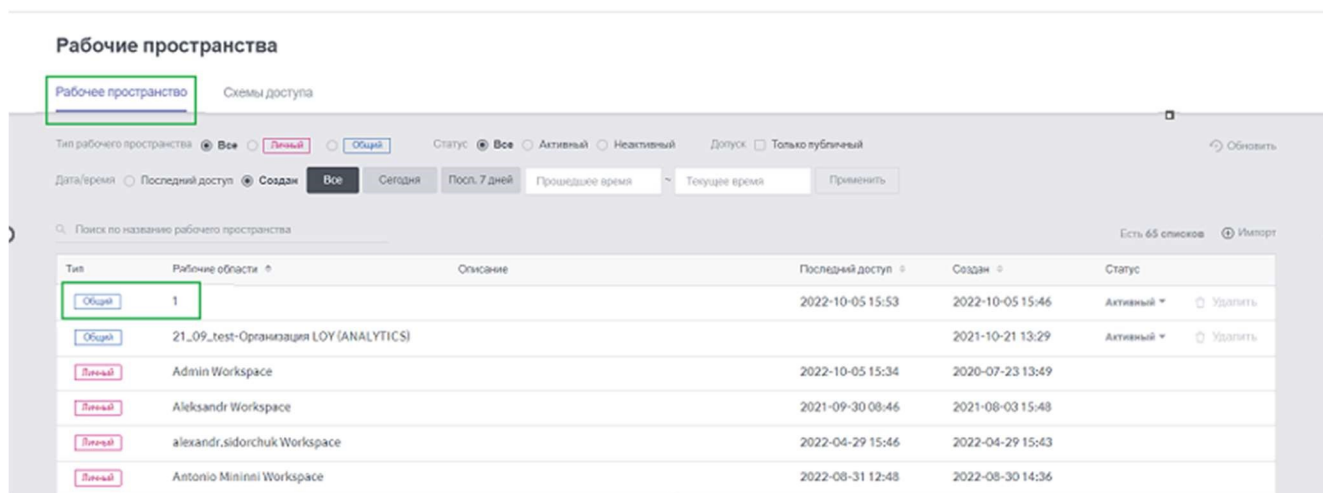 Рабочие пространства
Рабочее пространство Схемы доступа
Тип рабочего пространства Все Личный Общий Статус Все Активный Неактивный Допуск Только публичный Обновить
Дата/время Последний доступ Создан Все Сегодня Посл. 7 дней Прошедшее время ~ Текущее время Применить
Поиск по названию рабочего пространства Есть 65 списков Импорт
Тип Рабочие области Описание Последний доступ Создан Статус
Общий 1 2022-10-05 15:53 2022-10-05 15:46 Активный Удалить
Общий 21_09_test-Организация LOY (ANALYTICS) 2021-10-21 13:29 Активный Удалить
Личный Admin Workspace 2022-10-05 15:34 2020-07-23 13:49
Личный Aleksandr Workspace 2021-09-30 08:46 2021-08-03 15:48
Личный alexandr.sidorchuk Workspace 2022-04-29 15:46 2022-04-29 15:43
Личный Antonio Mininni Workspace 2022-08-31 12:48 2022-08-30 14:36